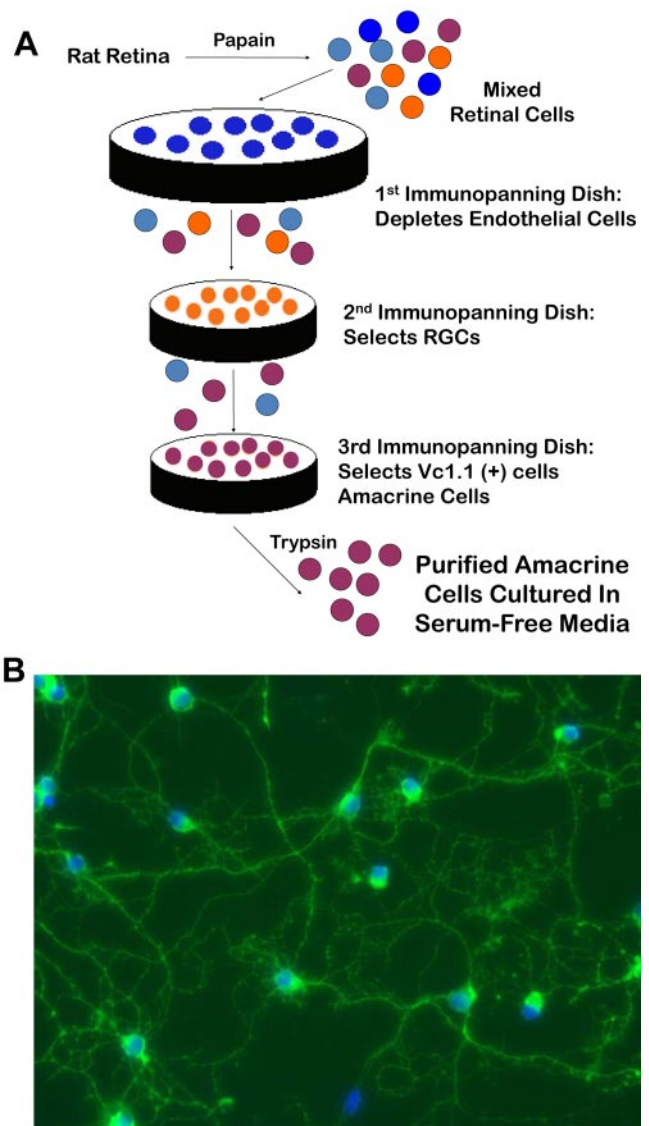 A
Rat Retina
Papain
Mixed
Retinal Cells
1st Immunopanning Dish:
Depletes Endothelial Cells
2nd Immunopanning Dish:
Selects RGCs
3rd Immunopanning Dish:
Selects Vc1.1 (+) cells
Amacrine Cells
Trypsin
Purified Amacrine
Cells Cultured In
Serum-Free Media
B